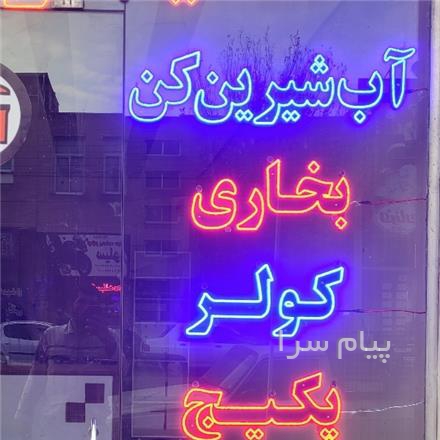 آب شیرین کن
بخاری
کولر
پیام سرا
پکیج